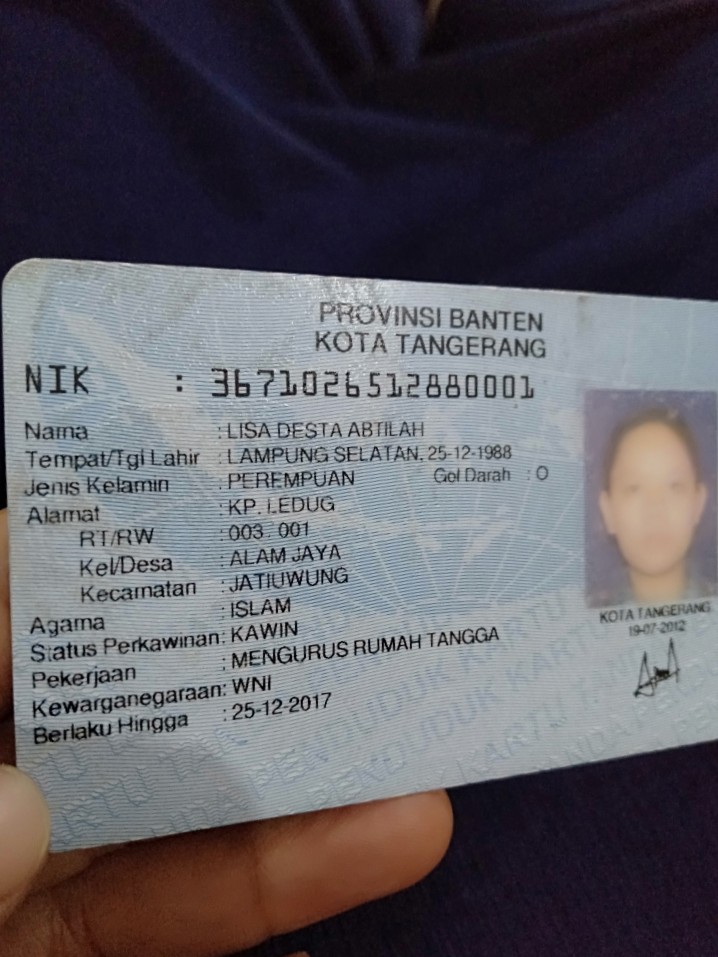 PROVINSI BANTEN
KOTA TANGERANG
NIK : 3671026512880001
Nama : LISA DESTA ABTILAH
Tempat/Tgl Lahir : LAMPUNG SELATAN, 25-12-1988
Jenis Kelamin : PEREMPUAN Gol Darah : O
Alamat : KP. LEDUG
RT/RW : 003 . 001
Kel/Desa : ALAM JAYA
Kecamatan : JATIUWUNG
Agama : ISLAM
Status Perkawinan: KAWIN
Pekerjaan : MENGURUS RUMAH TANGGA
Kewarganegaraan: WNI
Berlaku Hingga : 25-12-2017
KOTA TANGERANG
19-07-2012